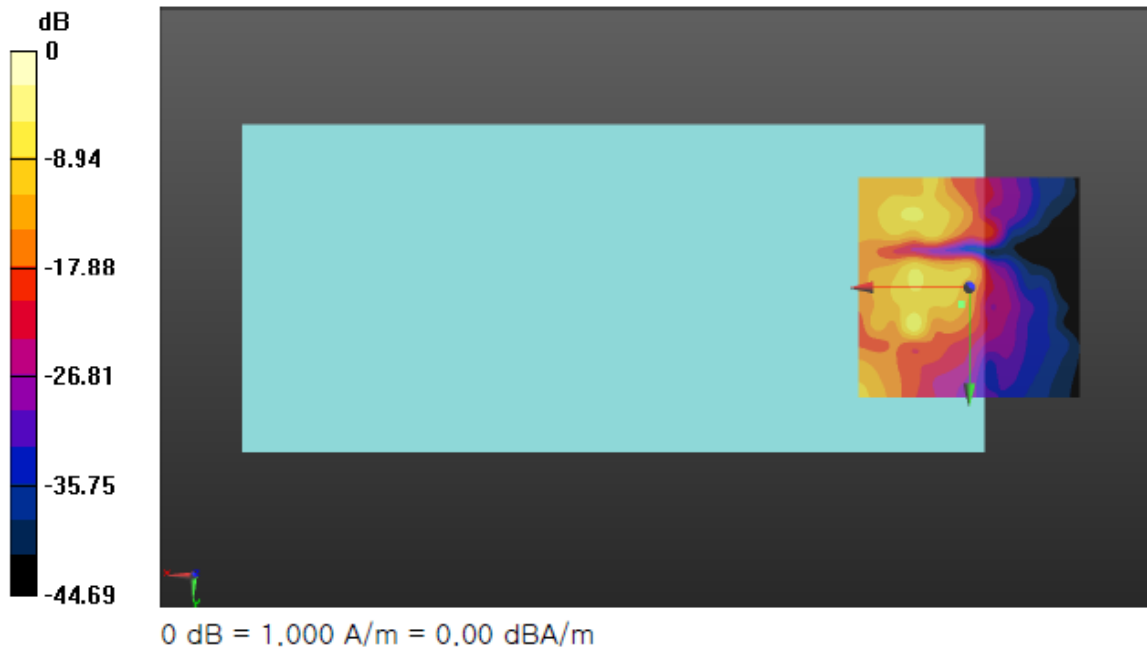 dB
0
-8.94
-17.88
-26.81
-35.75
-44.69
x
y
0 dB = 1.000 A/m = 0.00 dBA/m